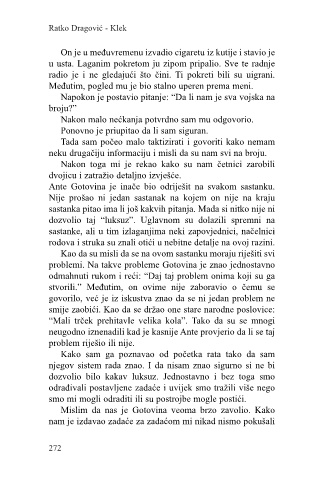 Ratko Dragović - Klek
On je u međuvremenu izvadio cigaretu iz kutije i stavio je
u usta. Laganim pokretom ju zipom pripalio. Sve te radnje
radio je i ne gledajući što čini. Ti pokreti bili su uigrani.
Međutim, pogled mu je bio stalno uperen prema meni.
Napokon je postavio pitanje: “Da li nam je sva vojska na
broju?”
Nakon malo nećkanja potvrdno sam mu odgovorio.
Ponovno je priupitao da li sam siguran.
Tada sam počeo malo taktizirati i govoriti kako nemam
neku drugačiju informaciju i misli da su nam svi na broju.
Nakon toga mi je rekao kako su nam četnici zarobili
dvojicu i zatražio detaljno izvješće.
Ante Gotovina je inače bio odriješit na svakom sastanku.
Nije prošao ni jedan sastanak na kojem on nije na kraju
sastanka pitao ima li još kakvih pitanja. Mada si nitko nije ni
dozvolio taj “luksuz”. Uglavnom su dolazili spremni na
sastanke, ali u tim izlaganjima neki zapovjednici, načelnici
rodova i struka su znali otići u nebitne detalje na ovoj razini.
Kao da su misli da se na ovom sastanku moraju riješiti svi
problemi. Na takve probleme Gotovina je znao jednostavno
odmahnuti rukom i reći: “Daj taj problem onima koji su ga
stvorili.” Međutim, on ovime nije zaboravio o čemu se
govorilo, već je iz iskustva znao da se ni jedan problem ne
smije zaobići. Kao da se držao one stare narodne poslovice:
“Mali trček prehitavle velika kola”. Tako da su se mnogi
neugodno iznenadili kad je kasnije Ante provjerio da li se taj
problem riješio ili nije.
Kako sam ga poznavao od početka rata tako da sam
njegov sistem rada znao. I da nisam znao sigurno si ne bi
dozvolio bilo kakav luksuz. Jednostavno i bez toga smo
odrađivali postavljene zadaće i uvijek smo tražili više nego
smo mi mogli odraditi ili su postrojbe mogle postići.
Mislim da nas je Gotovina veoma brzo zavolio. Kako
nam je izdavao zadaće za zadaćom mi nikad nismo pokušali
272